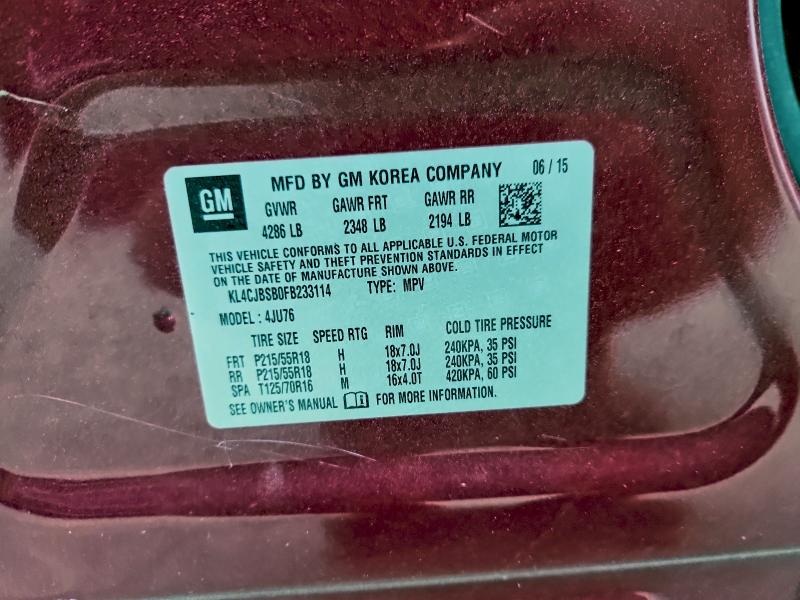 GM
MFD BY GM KOREA COMPANY 06 / 15
GVWR GAWR FRT GAWR RR
4286 LB 2348 LB 2194 LB
THIS VEHICLE CONFORMS TO ALL APPLICABLE U.S. FEDERAL MOTOR
VEHICLE SAFETY AND THEFT PREVENTION STANDARDS IN EFFECT
ON THE DATE OF MANUFACTURE SHOWN ABOVE.
KL4CJBSB0FB233114 TYPE: MPV
MODEL : 4JU76
TIRE SIZE SPEED RTG RIM COLD TIRE PRESSURE
FRT P215/55R18 H 18x7.0J 240KPA, 35 PSI
RR P215/55R18 H 18x7.0J 240KPA, 35 PSI
SPA T125/70R16 M 16x4.0T 420KPA, 60 PSI
SEE OWNER'S MANUAL FOR MORE INFORMATION.